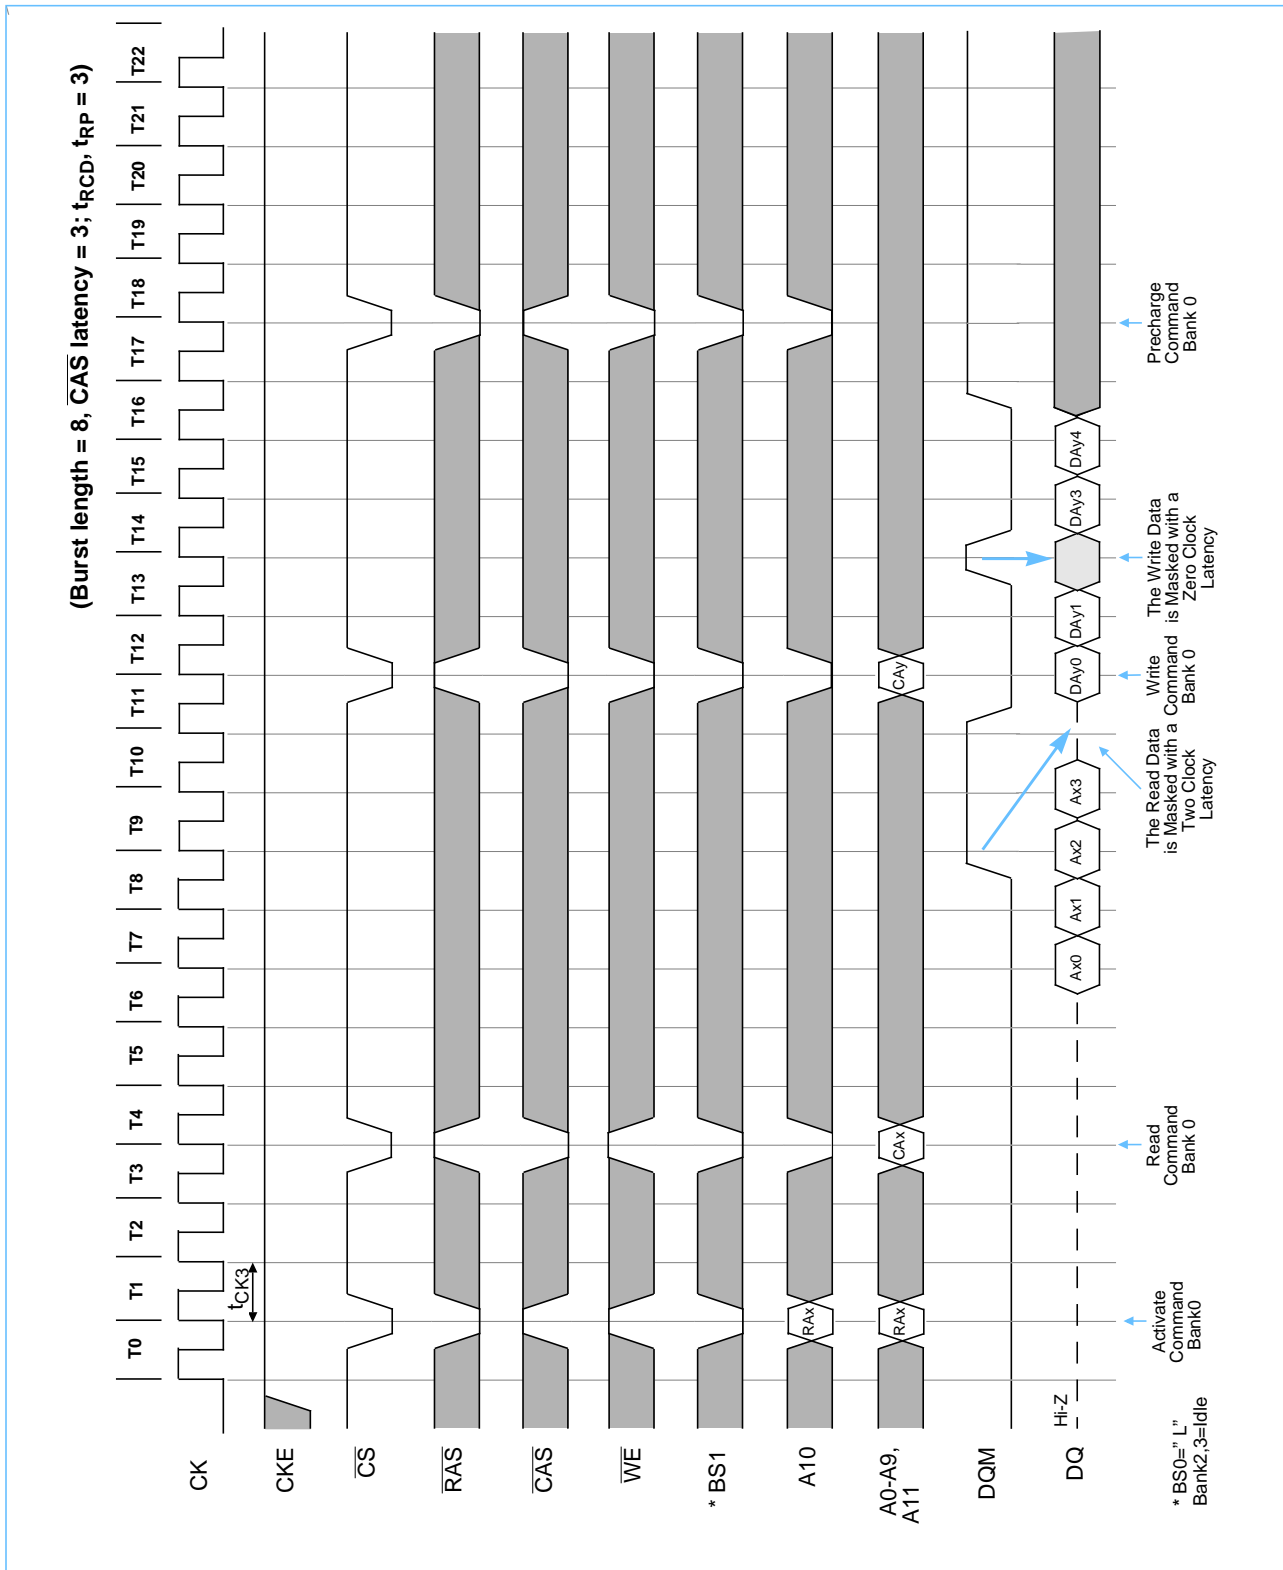 (Burst length = 8, CAS latency = 3; tRCD, tRP = 3)
T0 T1 T2 T3 T4 T5 T6 T7 T8 T9 T10 T11 T12 T13 T14 T15 T16 T17 T18 T19 T20 T21 T22
CK
tCK3
CKE
CS
RAS
CAS
WE
* BS1
A10
RAx
A0-A9,
A11
RAx CAx CAy
DQM
DQ
Hi-Z
Ax0 Ax1 Ax2 Ax3 DAy0 DAy1 DAy3 DAy4
* BS0=" L"
Bank2,3=Idle
Activate
Command
Bank0
Read
Command
Bank 0
The Read Data
is Masked with a
Two Clock
Latency
Write
Command
Bank 0
The Write Data
is Masked with a
Zero Clock
Latency
Precharge
Command
Bank 0